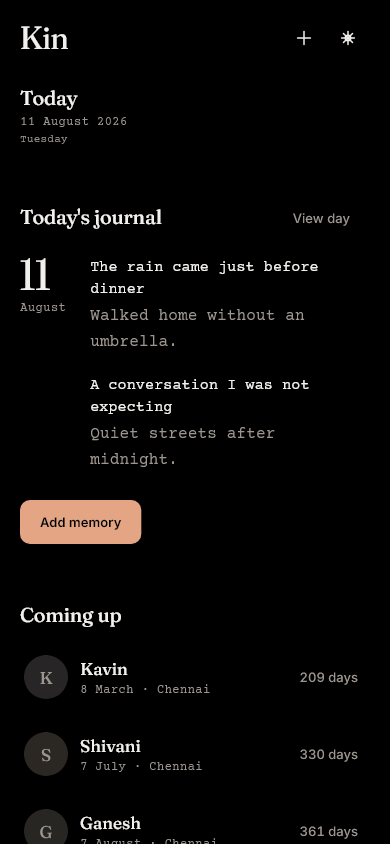 Kin
Today
11 August 2026
Tuesday
Today's journal
View day
11
August
The rain came just before
dinner
Walked home without an
umbrella.
A conversation I was not
expecting
Quiet streets after
midnight.
Add memory
Coming up
K
Kavin
8 March · Chennai
209 days
S
Shivani
7 July · Chennai
330 days
G
Ganesh
7 August · Chennai
361 days